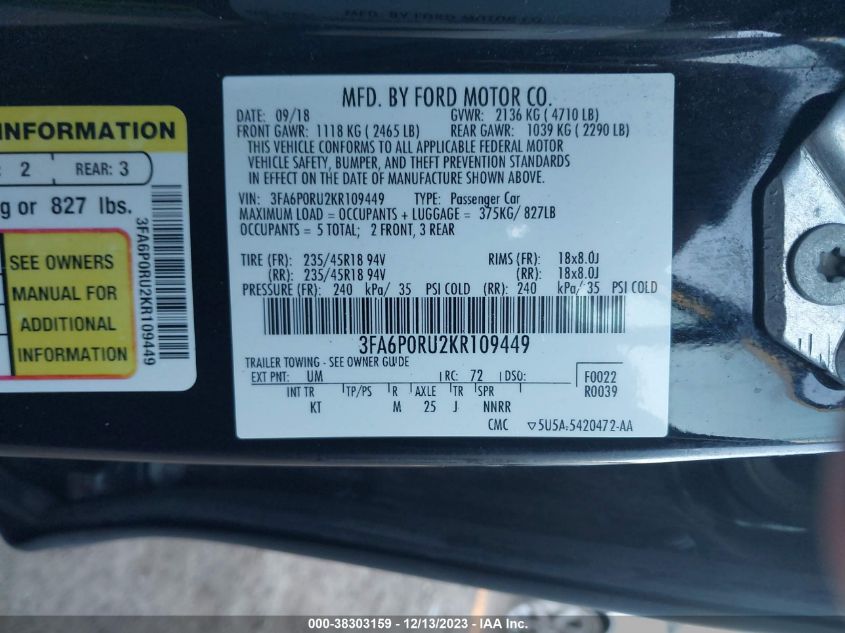 MFD. BY FORD MOTOR CO.
INFORMATION
2 REAR: 3
g or 827 lbs.
SEE OWNERS
MANUAL FOR
ADDITIONAL
INFORMATION
3FA6P0RU2KR109449
MFD. BY FORD MOTOR CO.
DATE: 09/18 GVWR: 2136 KG ( 4710 LB)
FRONT GAWR: 1118 KG ( 2465 LB) REAR GAWR: 1039 KG ( 2290 LB)
THIS VEHICLE CONFORMS TO ALL APPLICABLE FEDERAL MOTOR
VEHICLE SAFETY, BUMPER, AND THEFT PREVENTION STANDARDS
IN EFFECT ON THE DATE OF MANUFACTURE SHOWN ABOVE.
VIN: 3FA6P0RU2KR109449 TYPE: Passenger Car
MAXIMUM LOAD = OCCUPANTS + LUGGAGE = 375KG/ 827LB
OCCUPANTS = 5 TOTAL; 2 FRONT, 3 REAR
TIRE (FR): 235/45R18 94V RIMS (FR): 18x8.0J
(RR): 235/45R18 94V (RR): 18x8.0J
PRESSURE (FR): 240 kPa/ 35 PSI COLD (RR): 240 kPa/ 35 PSI COLD
3FA6P0RU2KR109449
TRAILER TOWING - SEE OWNER GUIDE
EXT PNT: UM RC: 72 DSO: F0022
INT TR TP/PS R AXLE TR SPR R0039
KT M 25 J NNRR
CMC ▽5U5A-5420472-AA
000-38303159 - 12/13/2023 - IAA Inc.